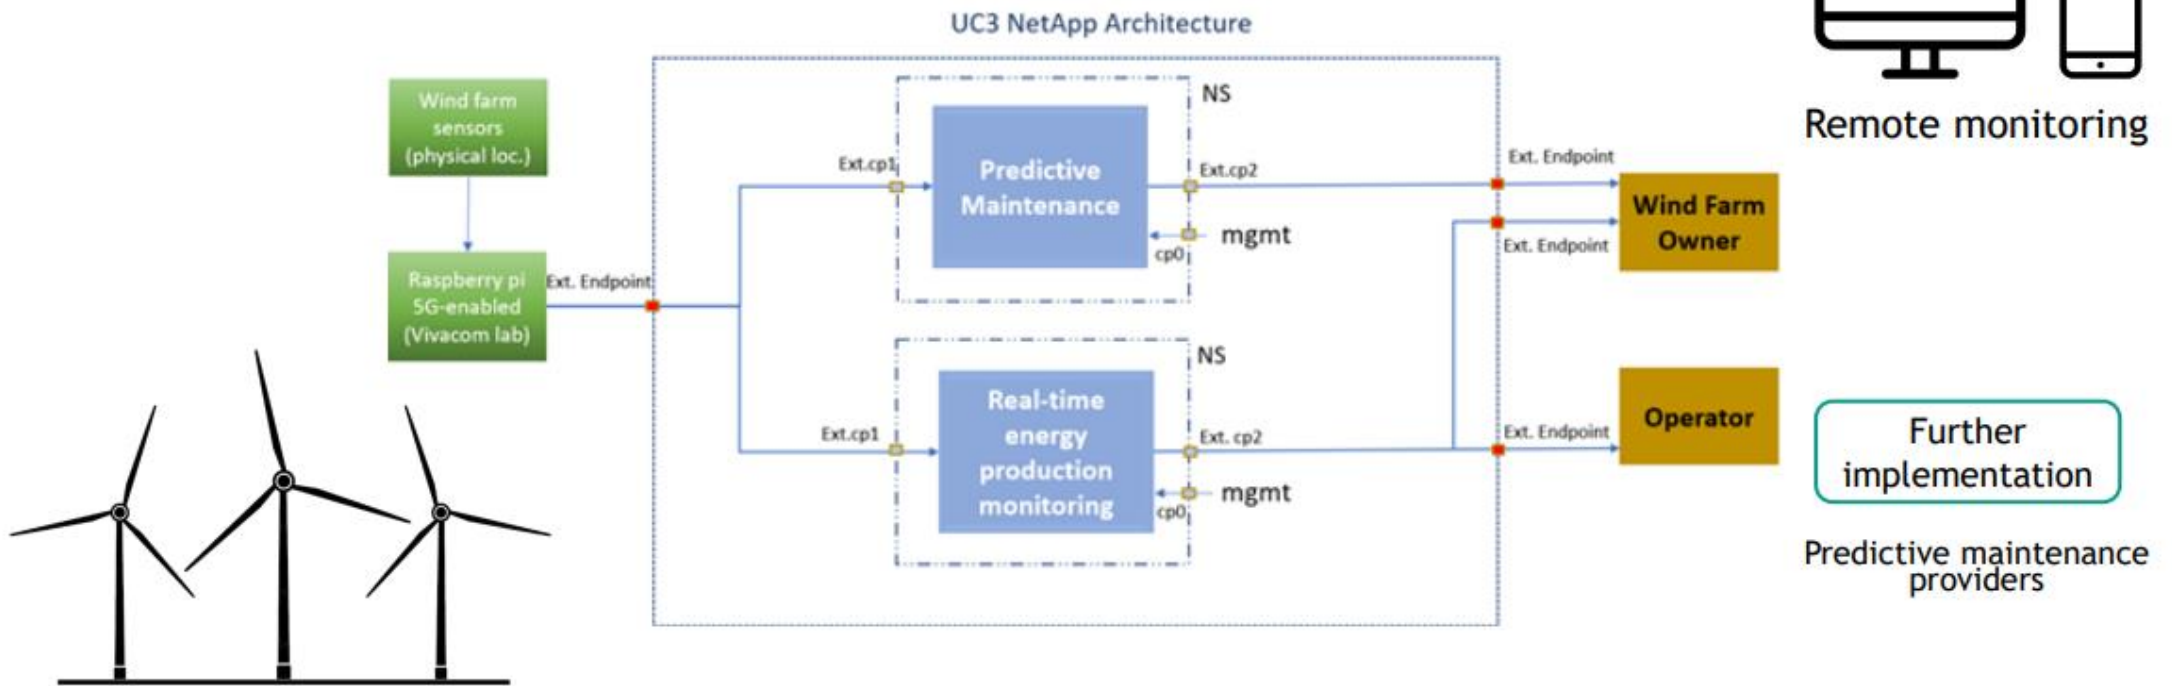 UC3 NetApp Architecture
Wind farm
sensors
(physical loc.)
Raspberry pi
5G-enabled
(Vivacom lab)
Ext. Endpoint
NS
Ext.cp1
Predictive
Maintenance
Ext.cp2
mgmt
cp0
NS
Ext.cp1
Real-time
energy
production
monitoring
Ext. cp2
mgmt
cp0
Ext. Endpoint
Ext. Endpoint
Wind Farm
Owner
Ext. Endpoint
Operator
Remote monitoring
Further
implementation
Predictive maintenance
providers